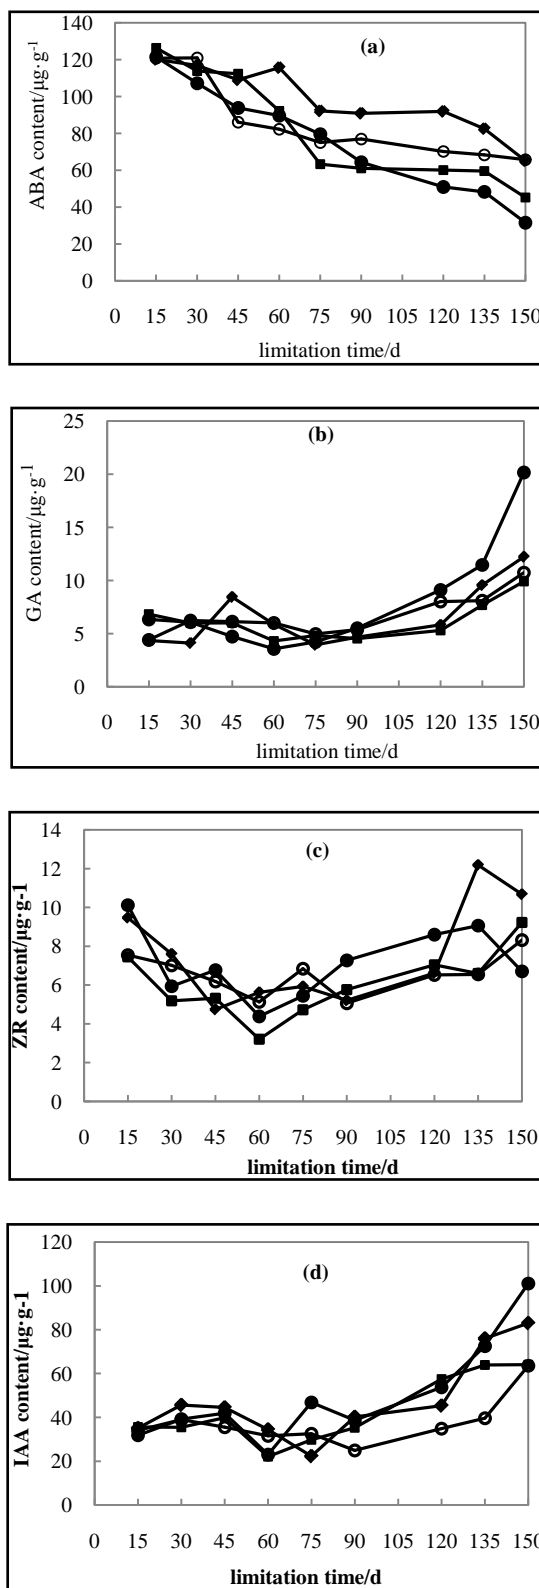 (a)
ABA content/μg·g-1
140
120
100
80
60
40
20
0
0 15 30 45 60 75 90 105 120 135 150
limitation time/d
(b)
GA content/μg·g-1
25
20
15
10
5
0
0 15 30 45 60 75 90 105 120 135 150
limitation time/d
(c)
ZR content/μg·g-1
14
12
10
8
6
4
2
0
0 15 30 45 60 75 90 105 120 135 150
limitation time/d
(d)
IAA content/μg·g-1
120
100
80
60
40
20
0
0 15 30 45 60 75 90 105 120 135 150
limitation time/d